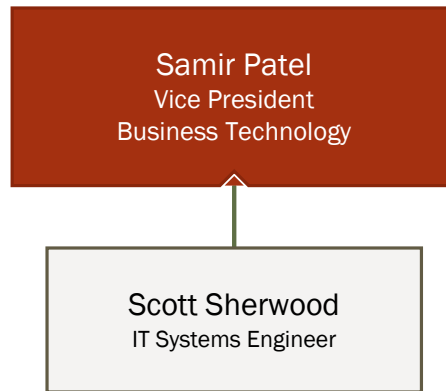 Samir Patel
Vice President
Business Technology
Scott Sherwood
IT Systems Engineer